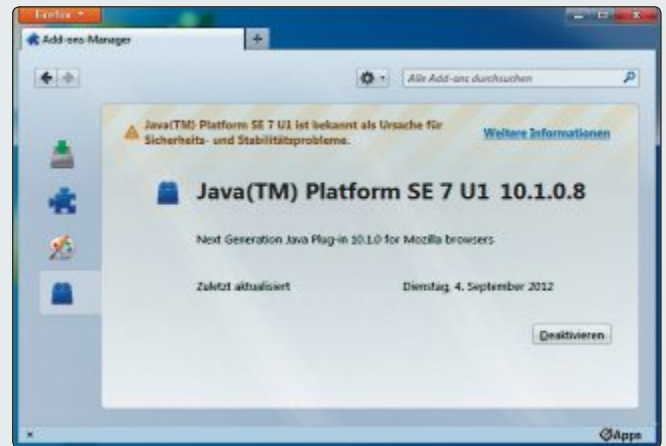 Firefox
Add-ons-Manager
Alle Add-ons durchsuchen
Java(TM) Platform SE 7 U1 ist bekannt als Ursache für
Sicherheits- und Stabilitätsprobleme.
Weitere Informationen
Java(TM) Platform SE 7 U1 10.1.0.8
Next Generation Java Plug-in 10.1.0 for Mozilla browsers
Zuletzt aktualisiert
Dienstag, 4. September 2012
Deaktivieren
×
Apps